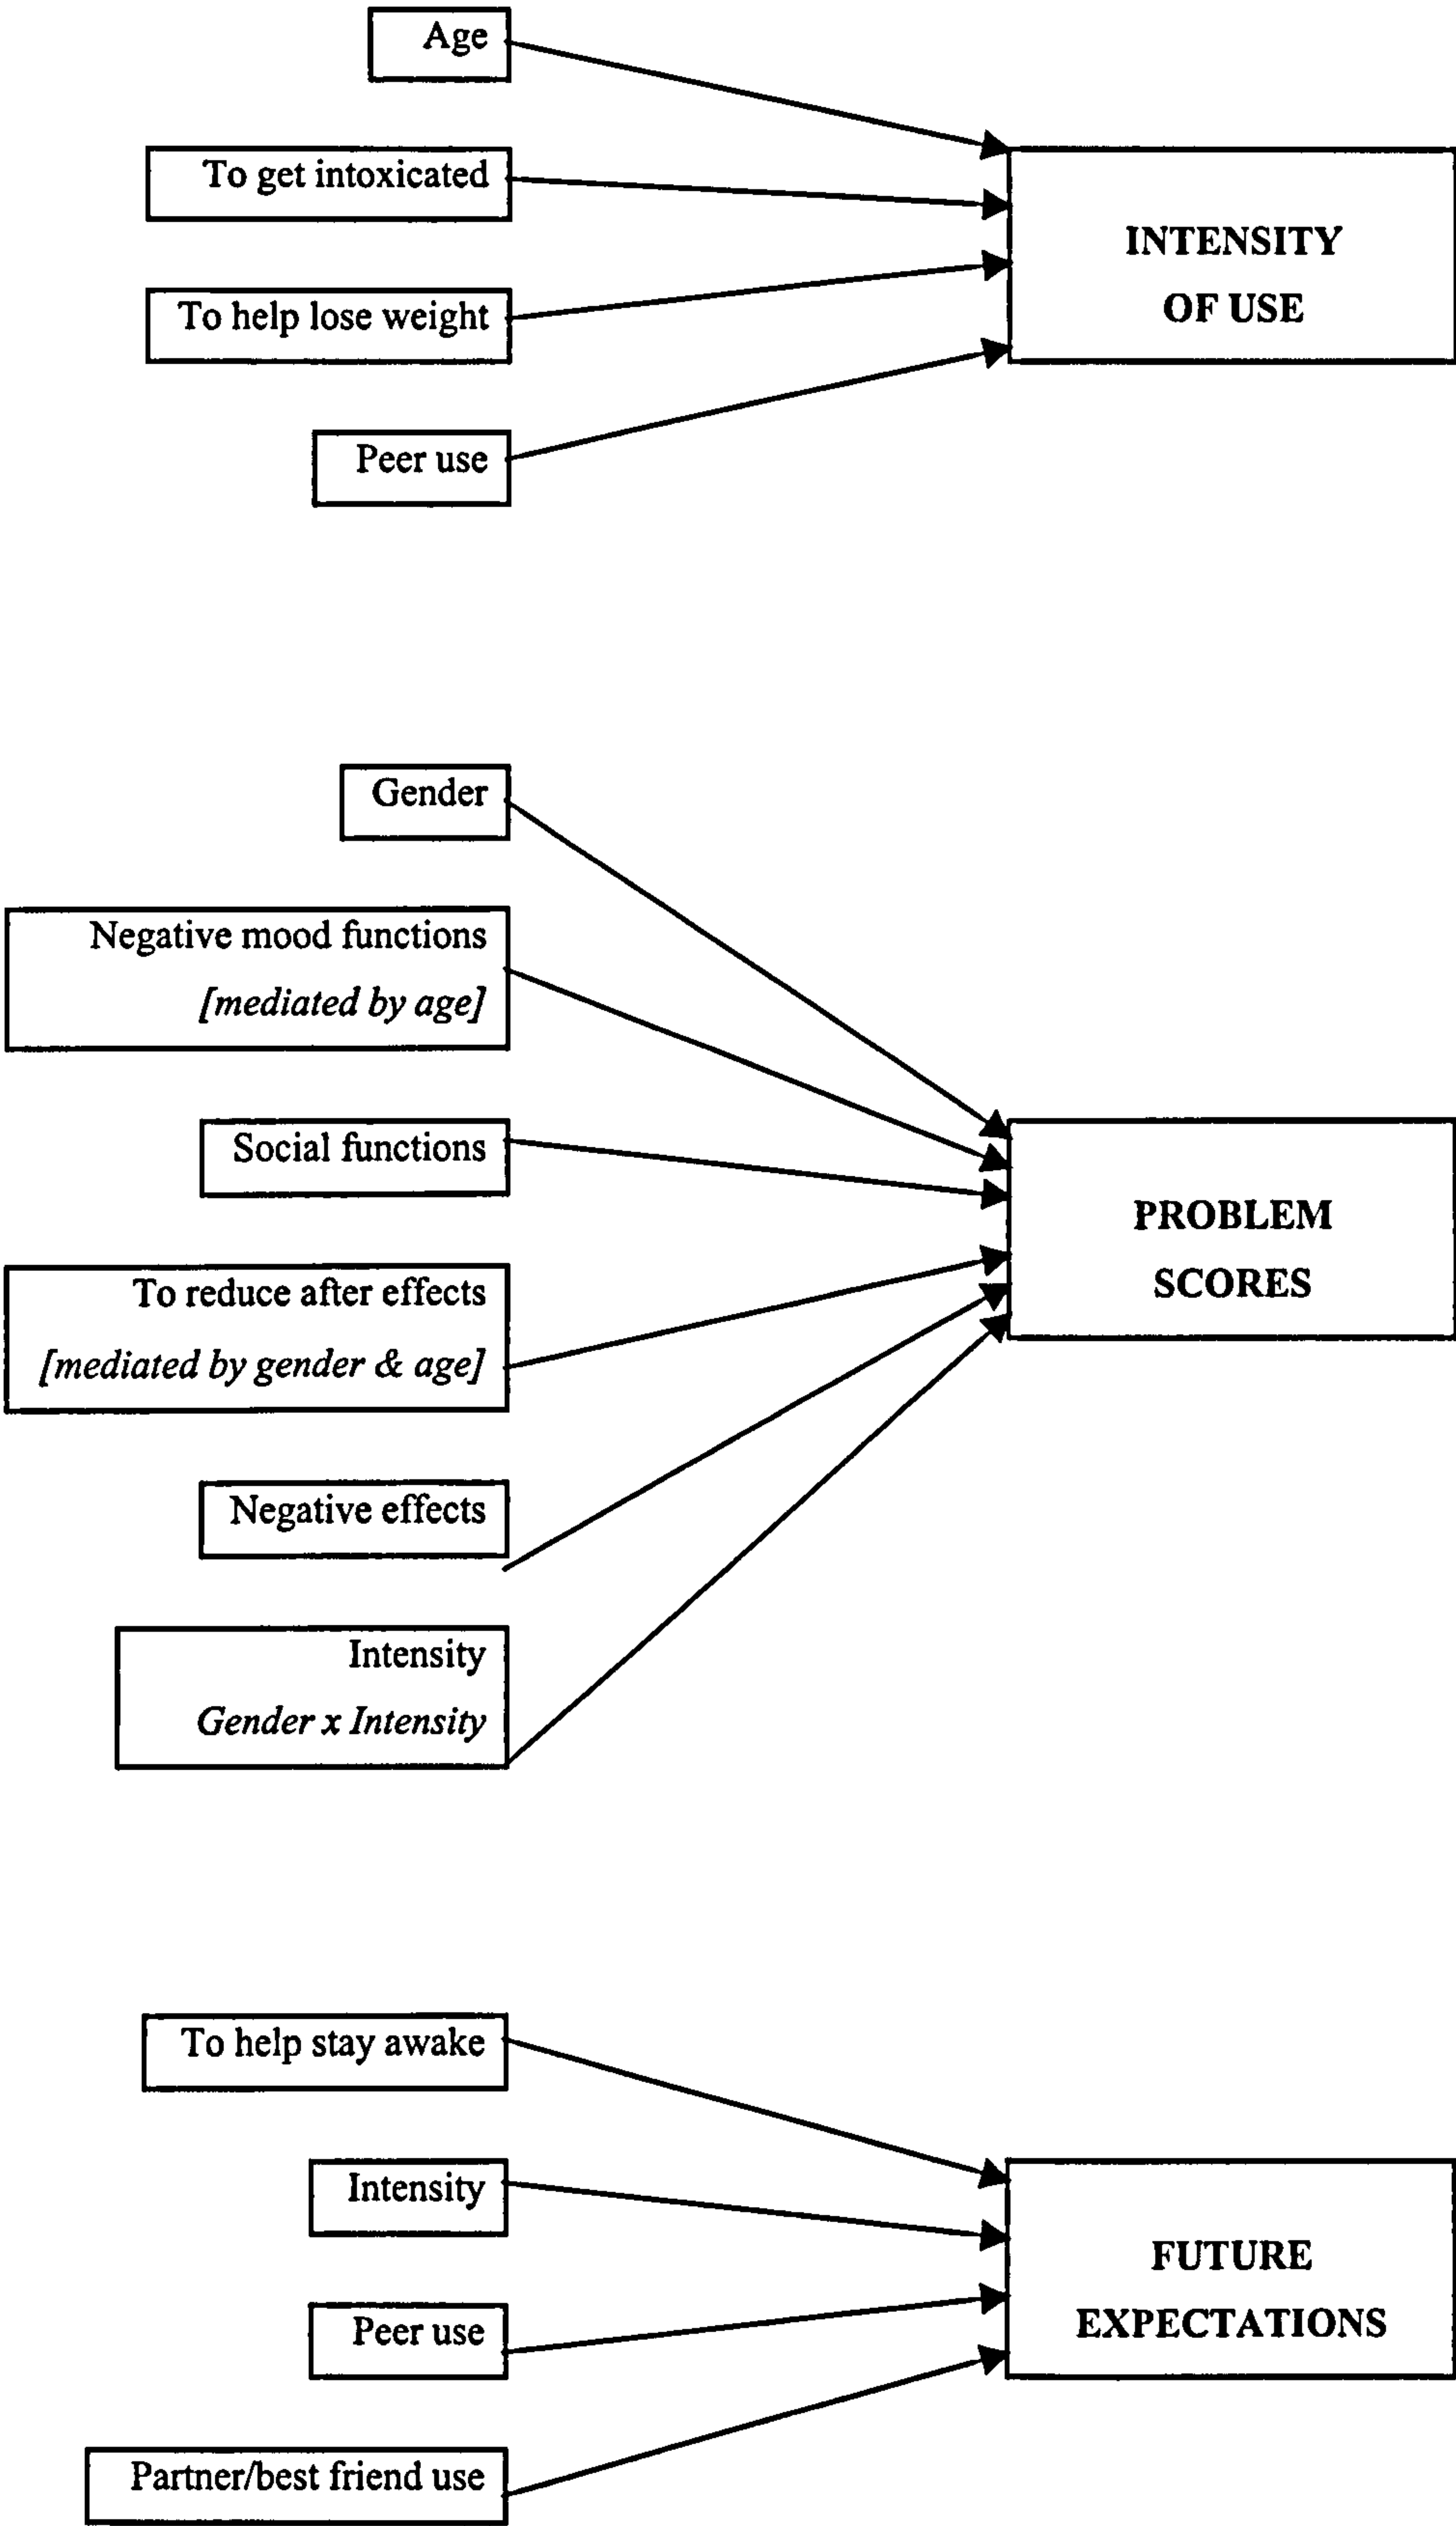 Age
To get intoxicated
To help lose weight
Peer use
INTENSITY
OF USE
Gender
Negative mood functions
[mediated by age]
Social functions
To reduce after effects
[mediated by gender & age]
Negative effects
Intensity
Gender x Intensity
PROBLEM
SCORES
To help stay awake
Intensity
Peer use
Partner/best friend use
FUTURE
EXPECTATIONS